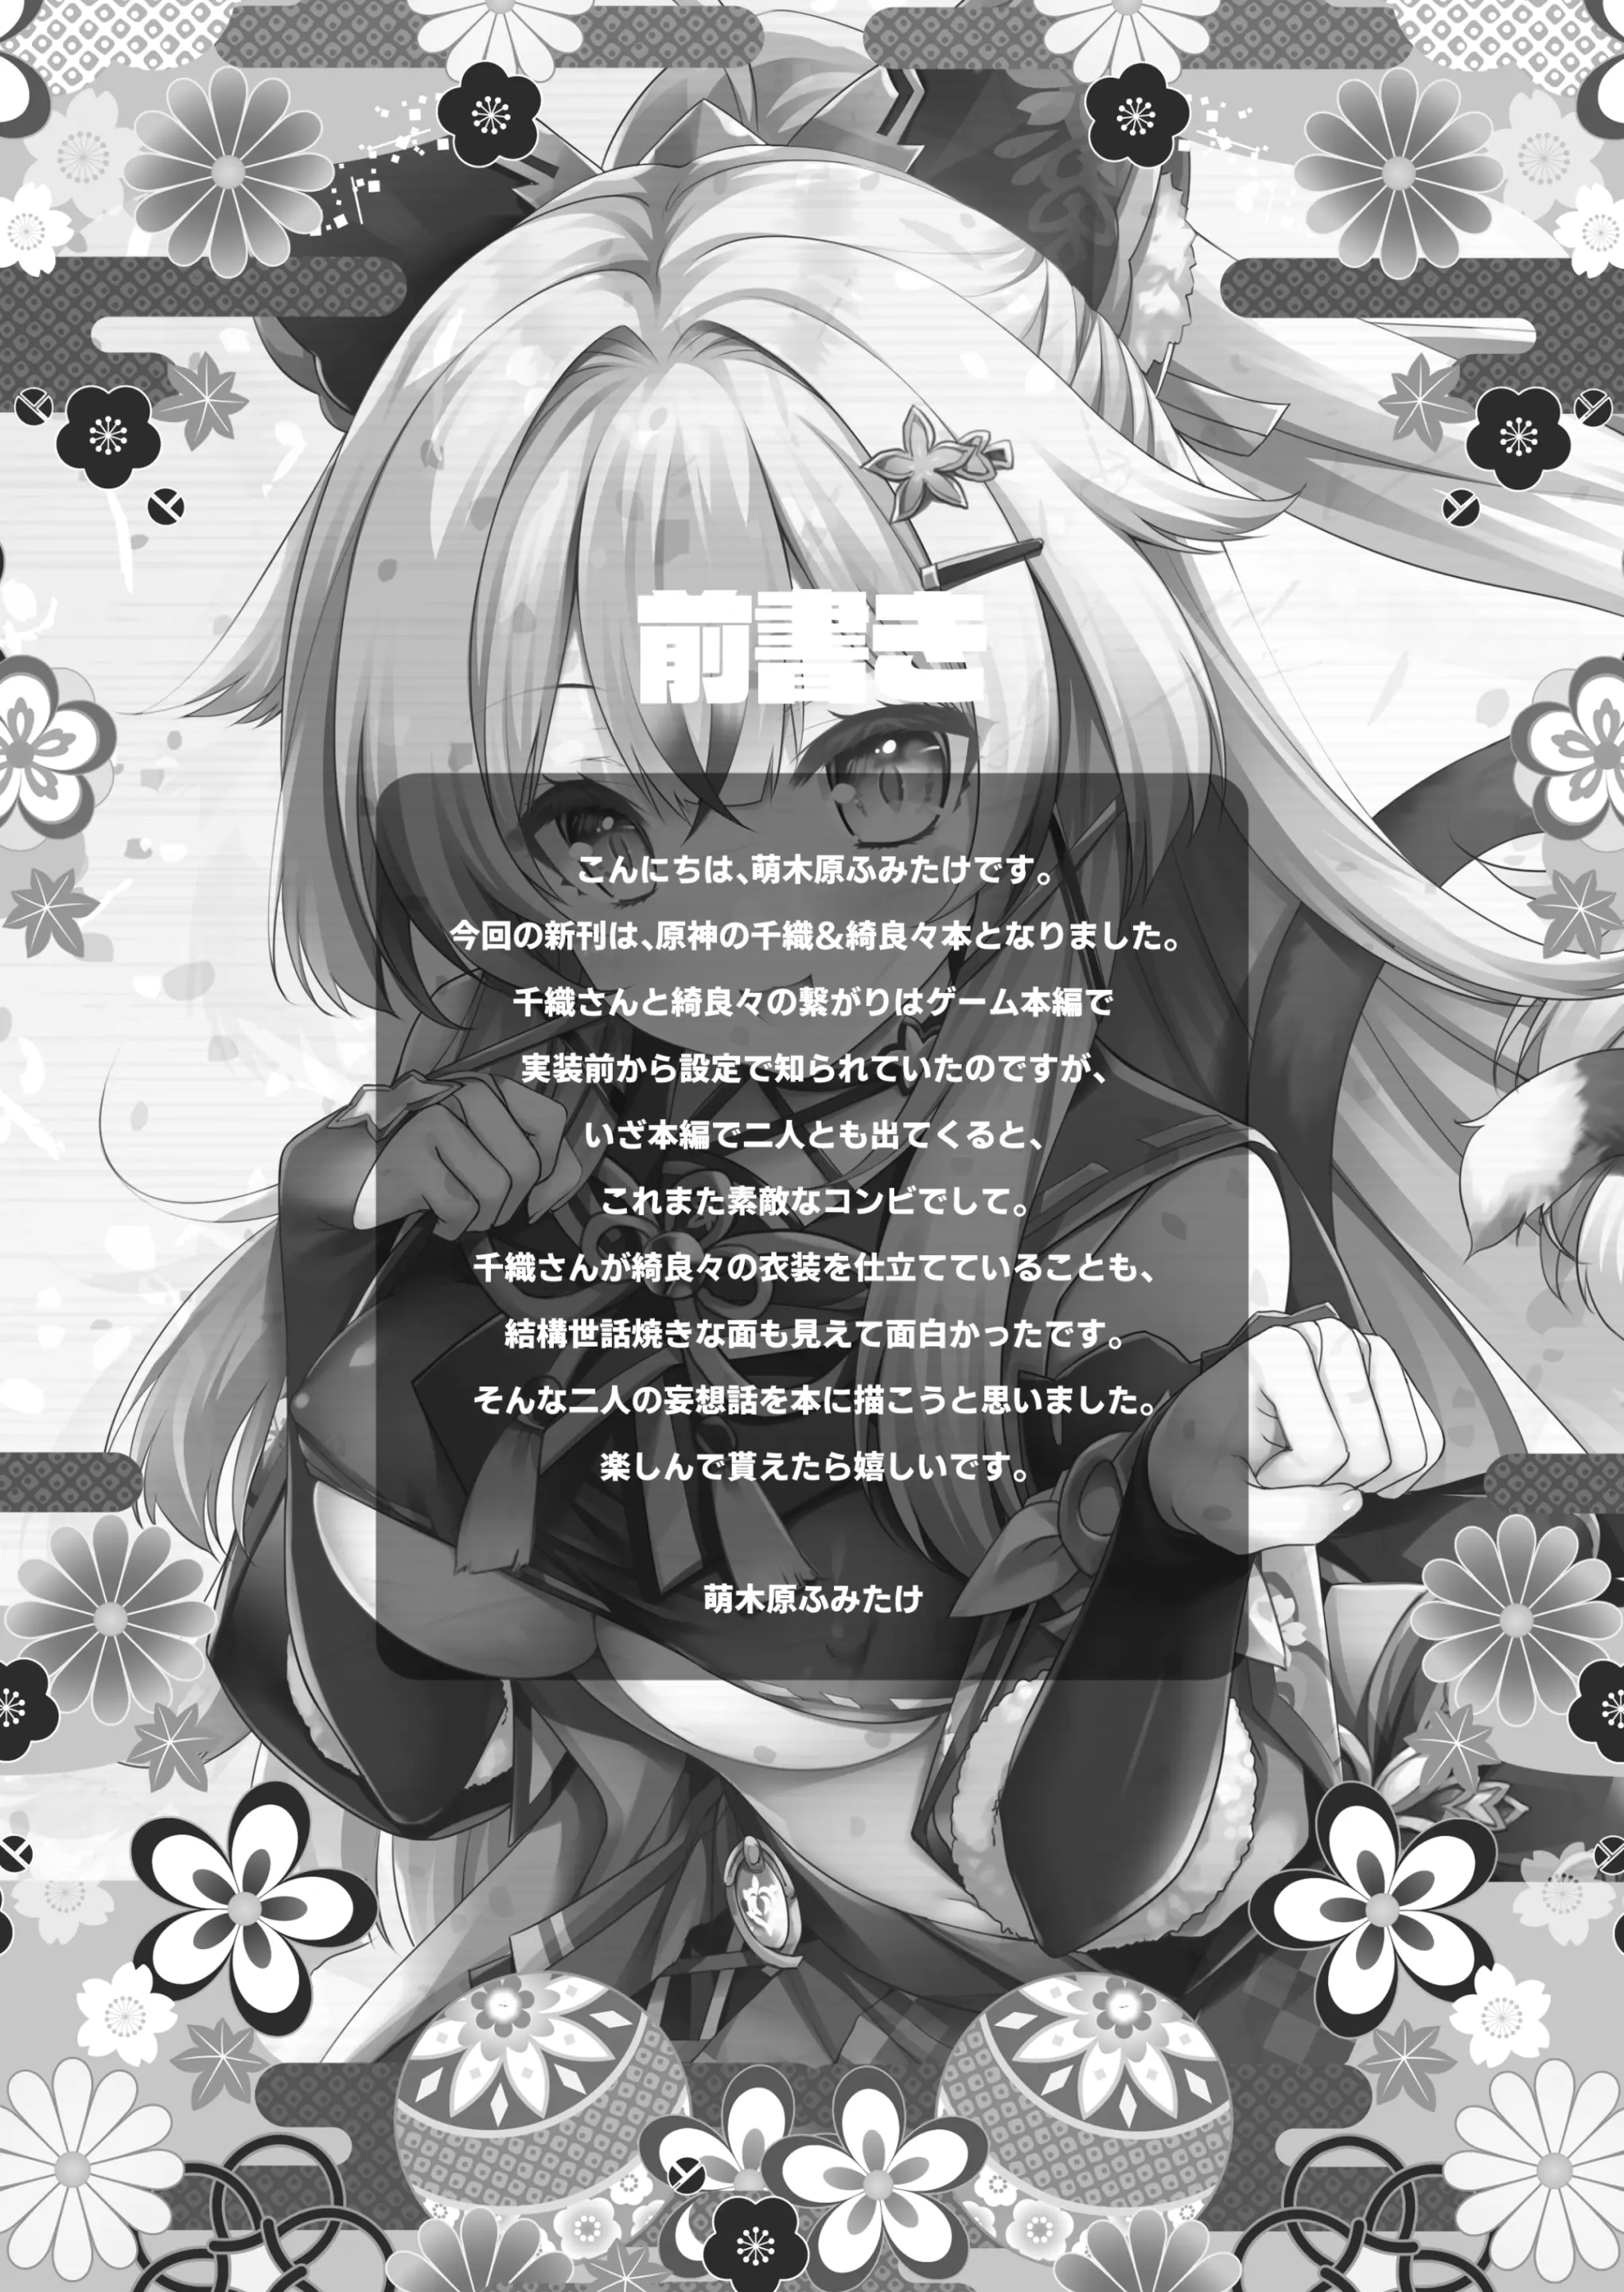 前書き
こんにちは、萌木原ふみたけです。
今回の新刊は、原神の千織&綺良々本となりました。
千織さんと綺良々の繋がりはゲーム本編で
実装前から設定で知られていたのですが、
いざ本編で二人とも出てくると、
これまた素敵なコンビでして。
千織さんが綺良々の衣装を仕立てていることも、
結構世話焼きな面も見えて面白かったです。
そんな二人の妄想話を本に描こうと思いました。
楽しんで貰えたら嬉しいです。
萌木原ふみたけ